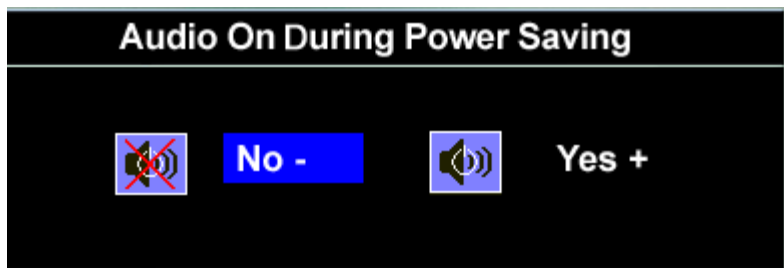 Audio On During Power Saving
No - Yes +